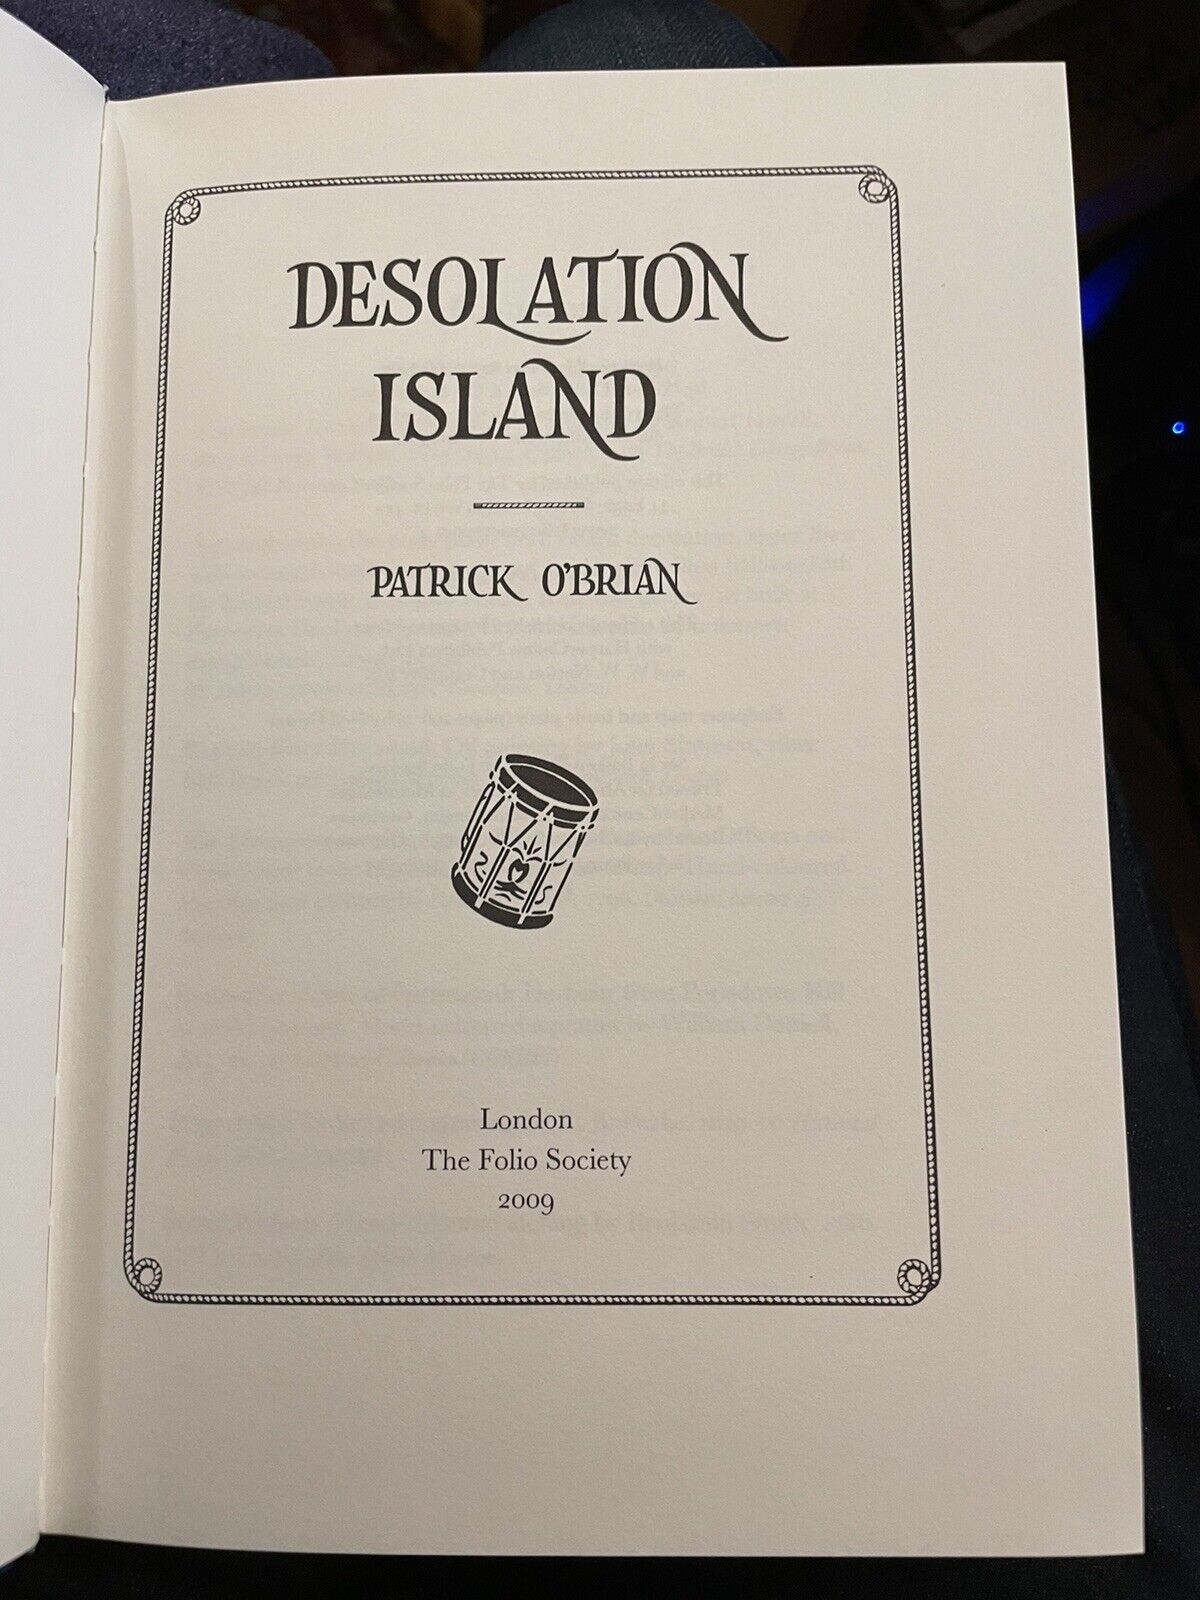 DESOLATION
ISLAND
PATRICK O'BRIAN
London
The Folio Society
2009